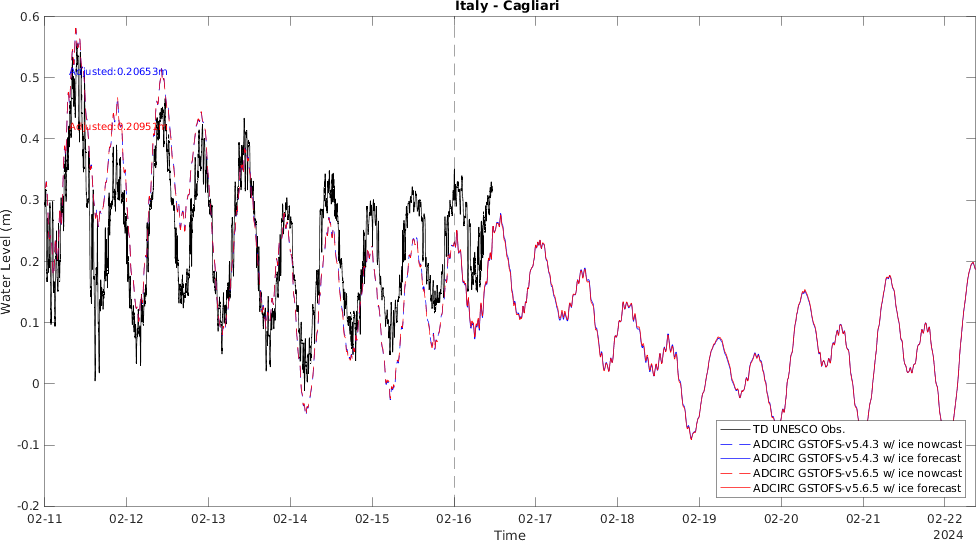 Italy - Cagliari
0.6
0.5
0.4
0.3
0.2
0.1
0
-0.1
-0.2
Water Level (m)
Adjusted:0.20653m
TD UNESCO Obs.
ADCIRC GSTOFS-v5.4.3 w/ ice nowcast
ADCIRC GSTOFS-v5.4.3 w/ ice forecast
ADCIRC GSTOFS-v5.6.5 w/ ice nowcast
ADCIRC GSTOFS-v5.6.5 w/ ice forecast
02-11 02-12 02-13 02-14 02-15 02-16 02-17 02-18 02-19 02-20 02-21 02-22
2024
Time